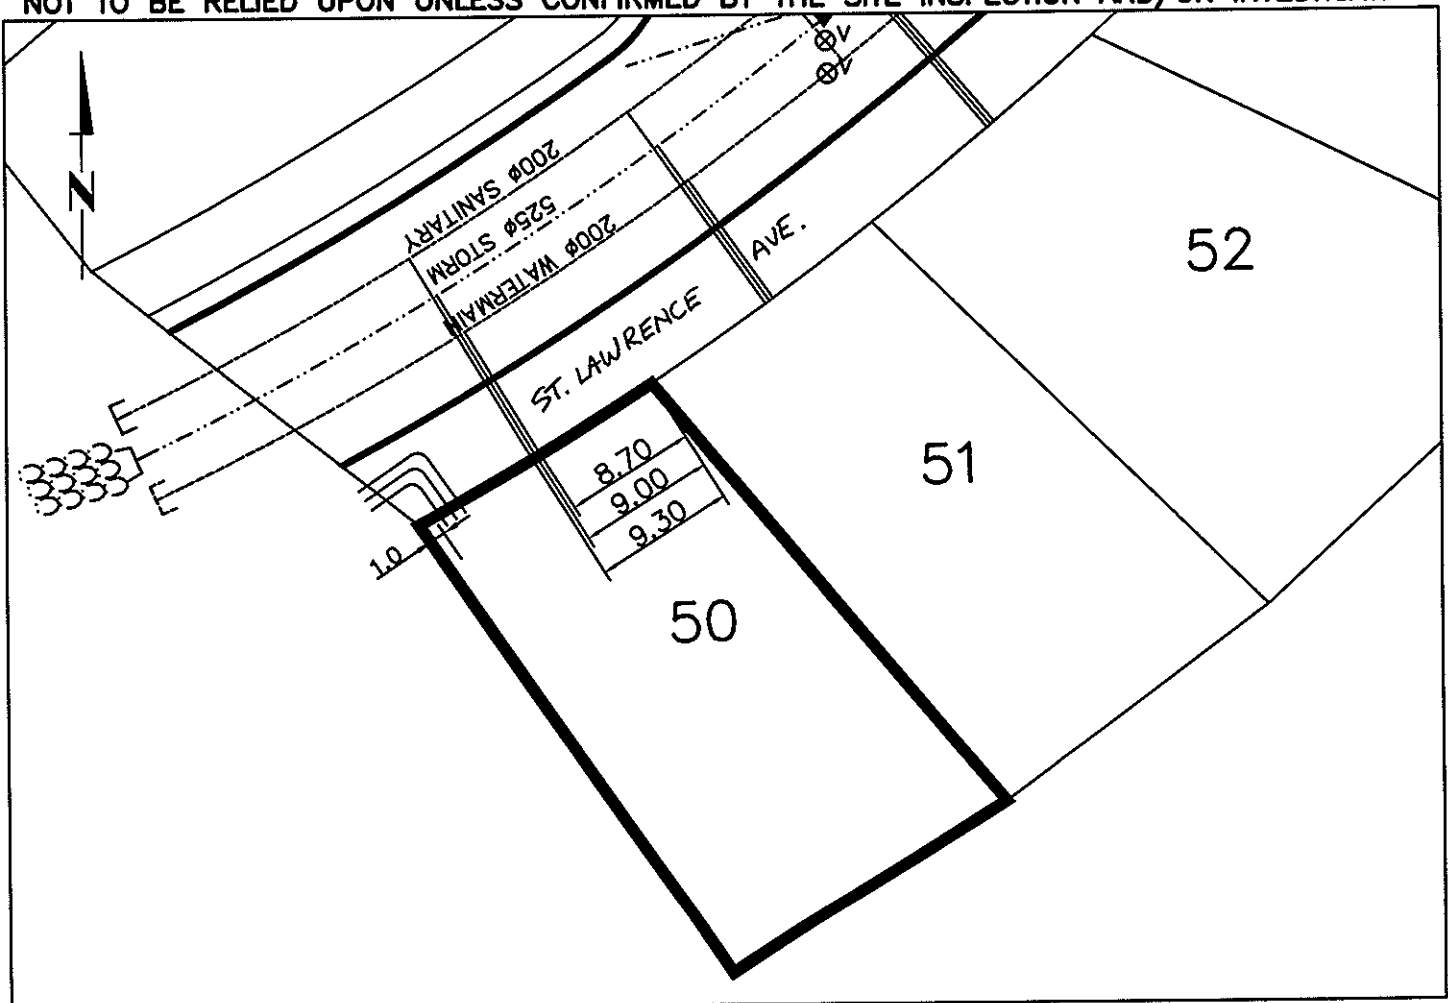 NOT TO BE RELIED UPON UNLESS CONFIRMED BY THE SITE INSPECTION AND/OR
V
V
N
200ø SANITARY
525ø STORM
200ø WATERMAIN
ST. LAWRENCE AVE.
52
51
8.70
9.00
9.30
1.0
50